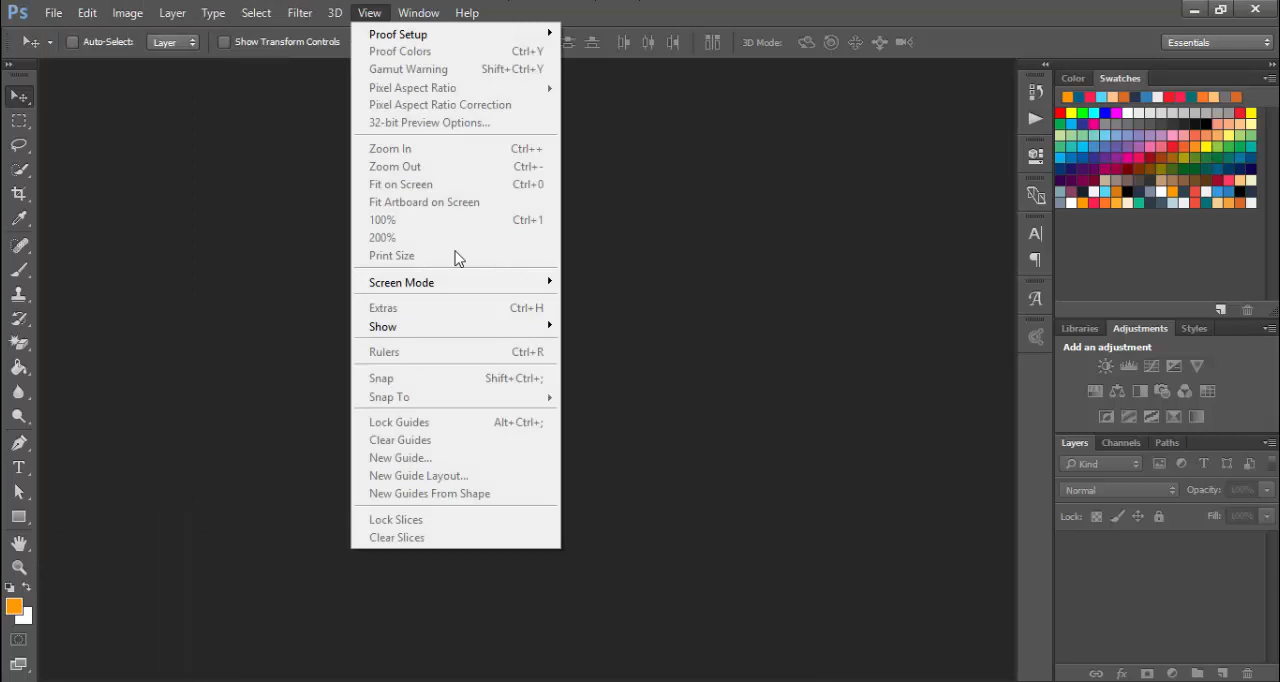 Ps File Edit Image Layer Type Select Filter 3D View Window Help
Auto-Select: Layer Show Transform Controls 3D Mode: Essentials
Proof Setup
Proof Colors Ctrl+Y
Gamut Warning Shift+Ctrl+Y
Pixel Aspect Ratio
Pixel Aspect Ratio Correction
32-bit Preview Options...
Zoom In Ctrl++
Zoom Out Ctrl+-
Fit on Screen Ctrl+0
Fit Artboard on Screen
100% Ctrl+1
200%
Print Size
Screen Mode
Extras Ctrl+H
Show
Rulers Ctrl+R
Snap Shift+Ctrl+;
Snap To
Lock Guides Alt+Ctrl+;
Clear Guides
New Guide...
New Guide Layout...
New Guides From Shape
Lock Slices
Clear Slices
Color Swatches
Libraries Adjustments Styles
Add an adjustment
Layers Channels Paths
Kind
Normal Opacity: 100%
Lock: Fill: 100%